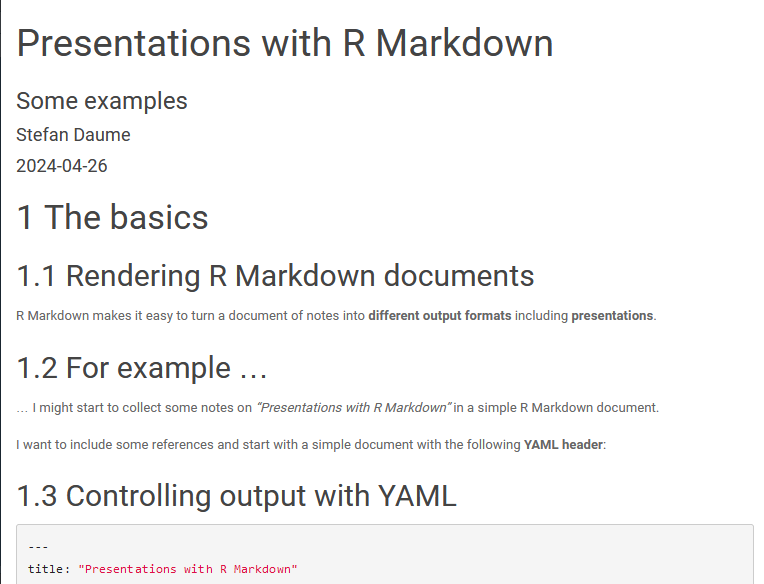 Presentations with R Markdown
Some examples
Stefan Daume
2024-04-26
1 The basics
1.1 Rendering R Markdown documents
R Markdown makes it easy to turn a document of notes into different output formats including presentations.
1.2 For example …
… I might start to collect some notes on “Presentations with R Markdown” in a simple R Markdown document.
I want to include some references and start with a simple document with the following YAML header:
1.3 Controlling output with YAML
---
title: "Presentations with R Markdown"